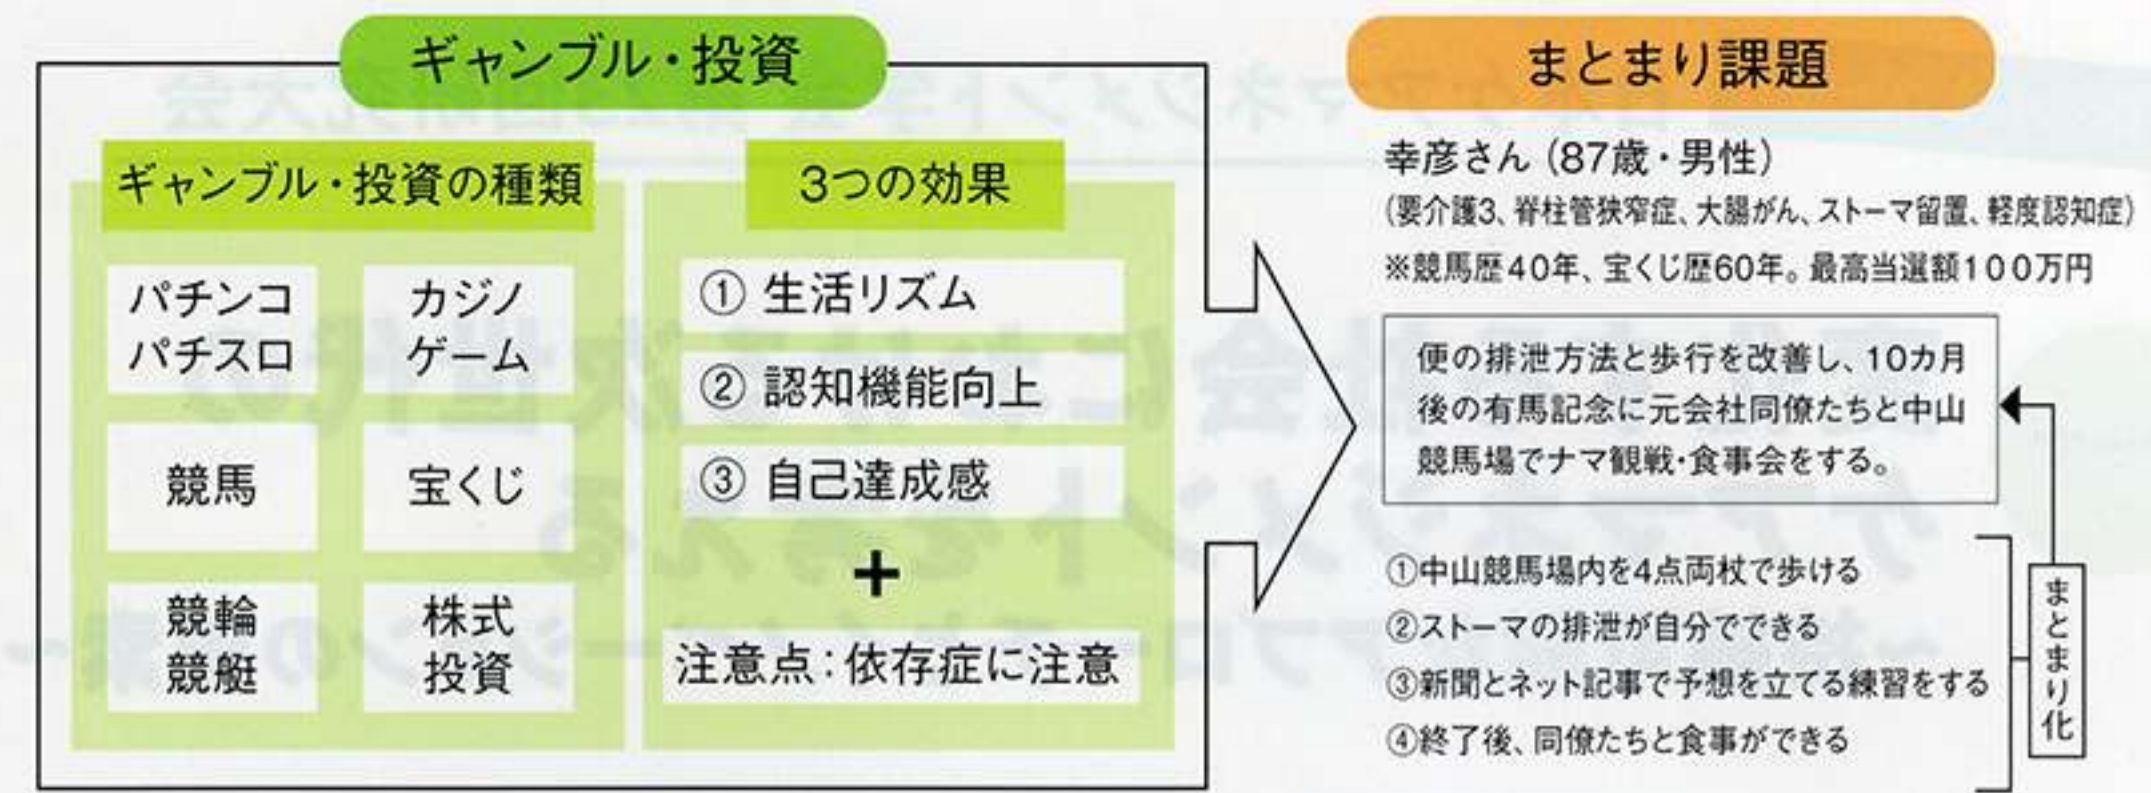 ギャンブル・投資
ギャンブル・投資の種類
パチンコ
パチスロ
カジノ
ゲーム
競馬
宝くじ
競輪
競艇
株式
投資
3つの効果
① 生活リズム
② 認知機能向上
③ 自己達成感
+
注意点:依存症に注意
まとまり課題
幸彦さん(87歳・男性)
(要介護3、脊柱管狭窄症、大腸がん、ストーマ留置、軽度認知症)
※競馬歴40年、宝くじ歴60年。最高当選額100万円
便の排泄方法と歩行を改善し、10カ月
後の有馬記念に元会社同僚たちと中山
競馬場でナマ観戦・食事会をする。
①中山競馬場内を4点両杖で歩ける
②ストーマの排泄が自分でできる
③新聞とネット記事で予想を立てる練習をする
④終了後、同僚たちと食事ができる
まとまり化